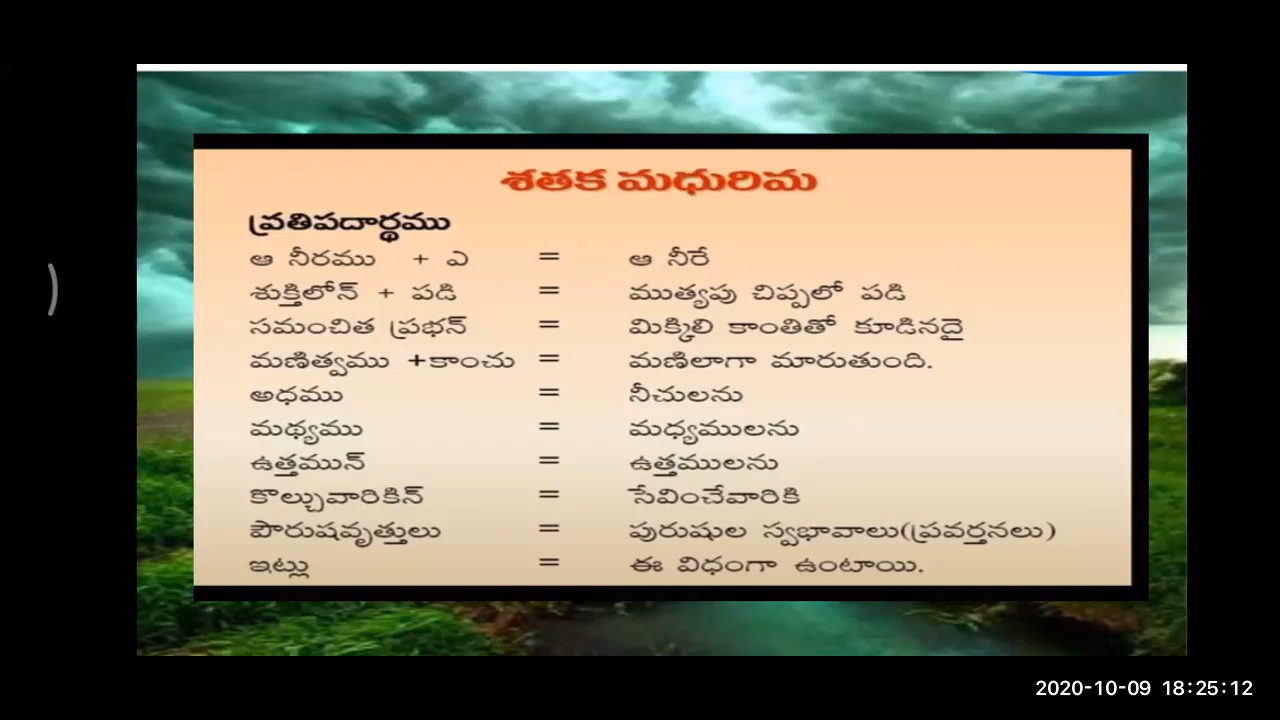 శతక మధురిమ
ప్రతిపదార్థము
ఆ నీరము + ఎ = ఆ నీరే
శుక్తిలోన్ + పడి = ముత్యపు చిప్పలో పడి
సమంచిత ప్రభన్ = మిక్కిలి కాంతితో కూడినదై
మణిత్వము +కాంచు = మణిలాగా మారుతుంది.
అధము = నీచులను
మథ్యము = మధ్యములను
ఉత్తమున్ = ఉత్తములను
కొల్చువారికిన్ = సేవించేవారికి
పౌరుషవృత్తులు = పురుషుల స్వభావాలు(ప్రవర్తనలు)
ఇట్లు = ఈ విధంగా ఉంటాయి.
2020-10-09 18:25:12